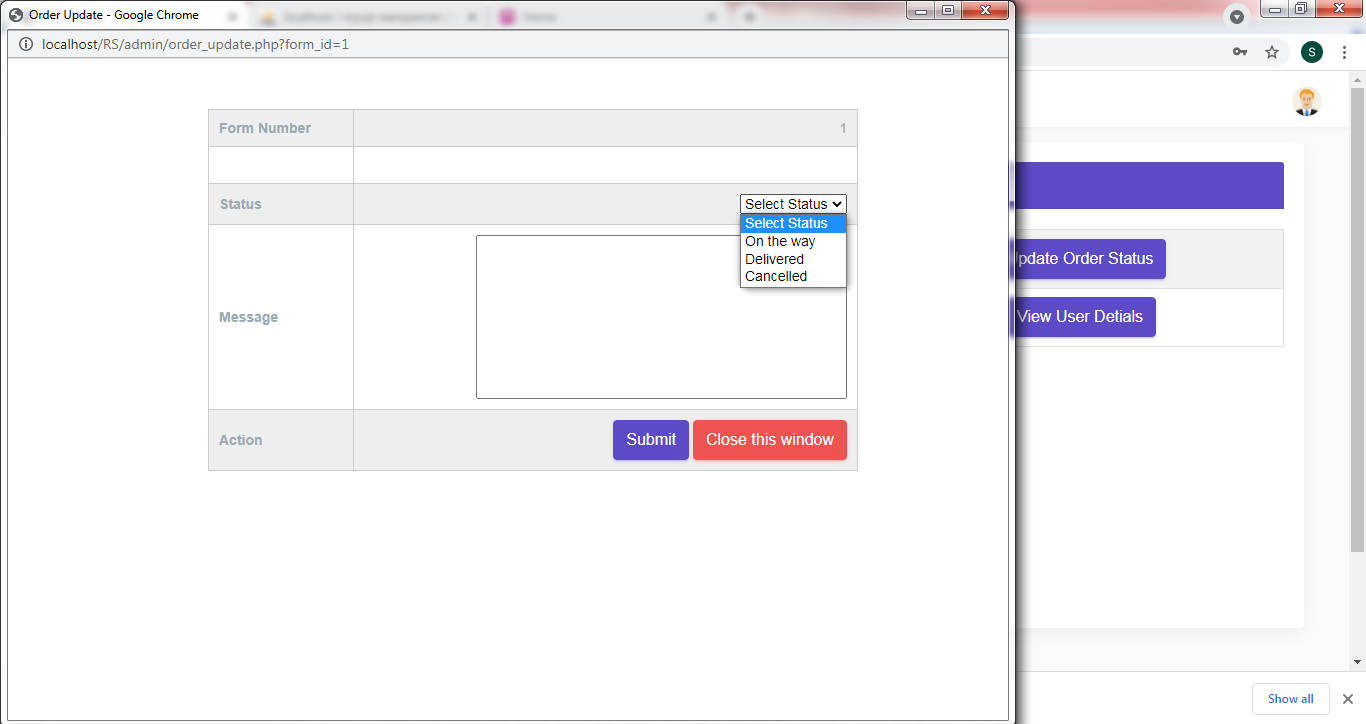 Order Update - Google Chrome
localhost/RS/admin/order_update.php?form_id=1
Form Number 1
Status Select Status
Select Status
On the way
Delivered
Cancelled
Message
Action Submit Close this window
S
pdate Order Status
View User Detials
Show all